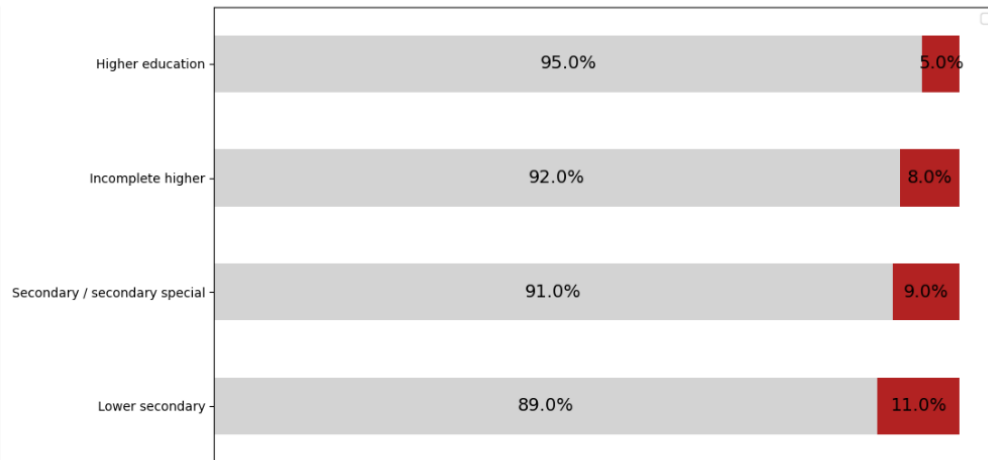 Higher education 95.0% 5.0%
Incomplete higher 92.0% 8.0%
Secondary / secondary special 91.0% 9.0%
Lower secondary 89.0% 11.0%